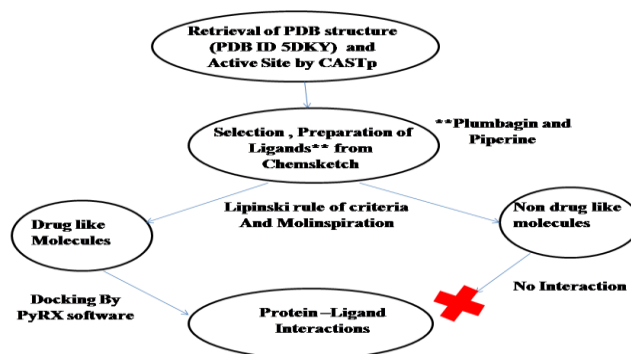 Retrieval of PDB structure
(PDB ID 5DKY) and
Active Site by CASTp
Selection , Preparation of
Ligands** from
Chemsketch
**Plumbagin and
Piperine
Lipinski rule of criteria
And Molinspiration
Drug like
Molecules
Non drug like
molecules
Docking By
PyRX software
Protein –Ligand
Interactions
No Interaction